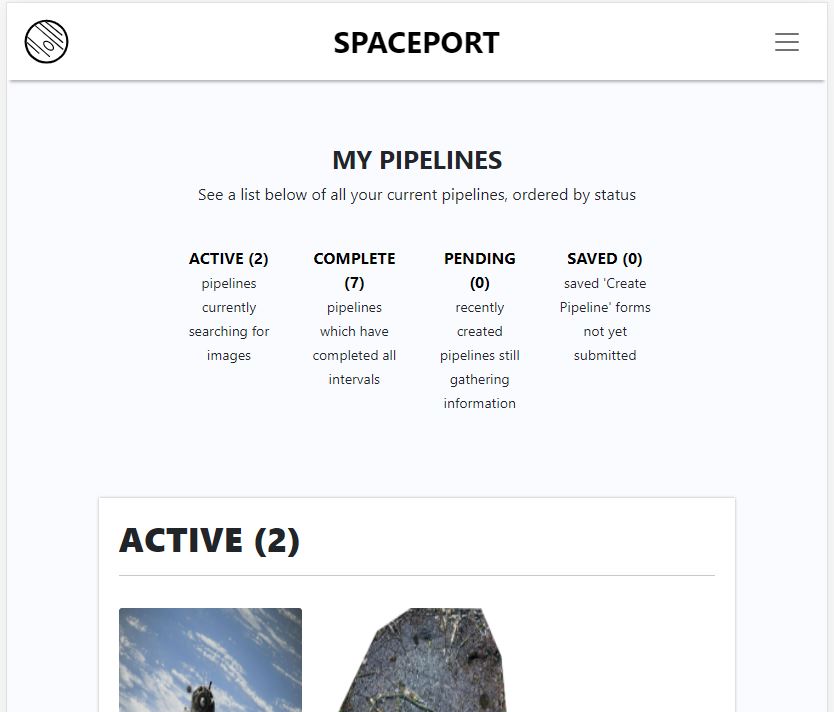 SPACEPORT
MY PIPELINES
See a list below of all your current pipelines, ordered by status
ACTIVE (2)
pipelines
currently
searching for
images
COMPLETE
(7)
pipelines
which have
completed all
intervals
PENDING
(0)
recently
created
pipelines still
gathering
information
SAVED (0)
saved 'Create
Pipeline' forms
not yet
submitted
ACTIVE (2)